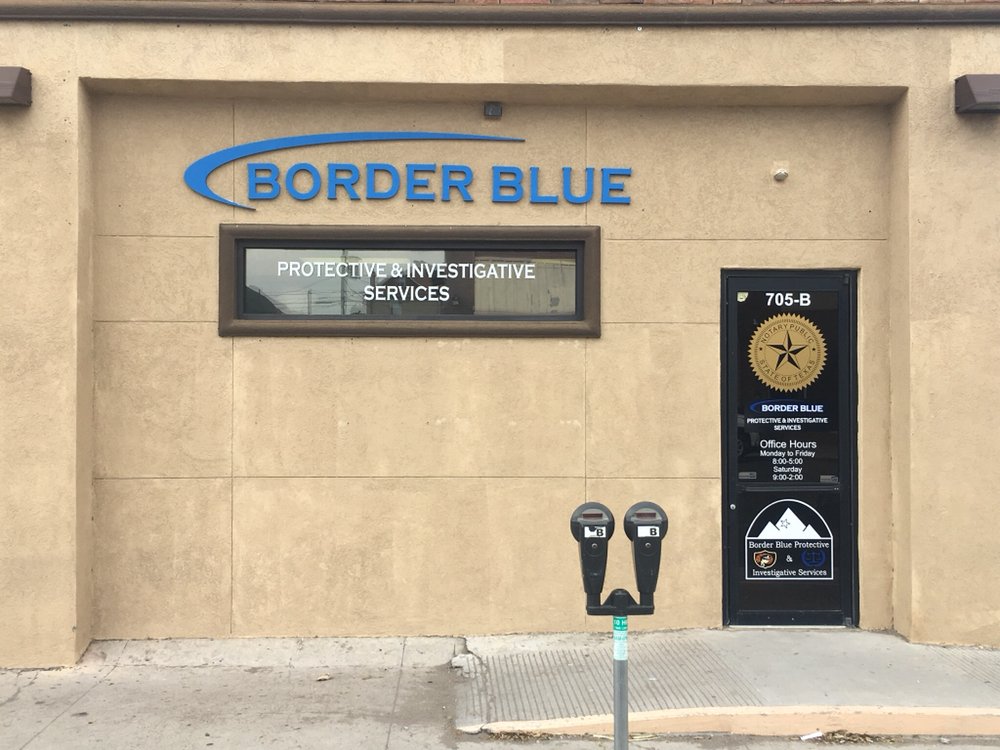 BORDER BLUE
PROTECTIVE & INVESTIGATIVE
SERVICES
705-B
NOTARY PUBLIC
STATE OF TEXAS
BORDER BLUE
PROTECTIVE & INVESTIGATIVE
SERVICES
Office Hours
Monday to Friday
8:00-5:00
Saturday
9:00-2:00
Border Blue Protective
&
Investigative Services
B
B